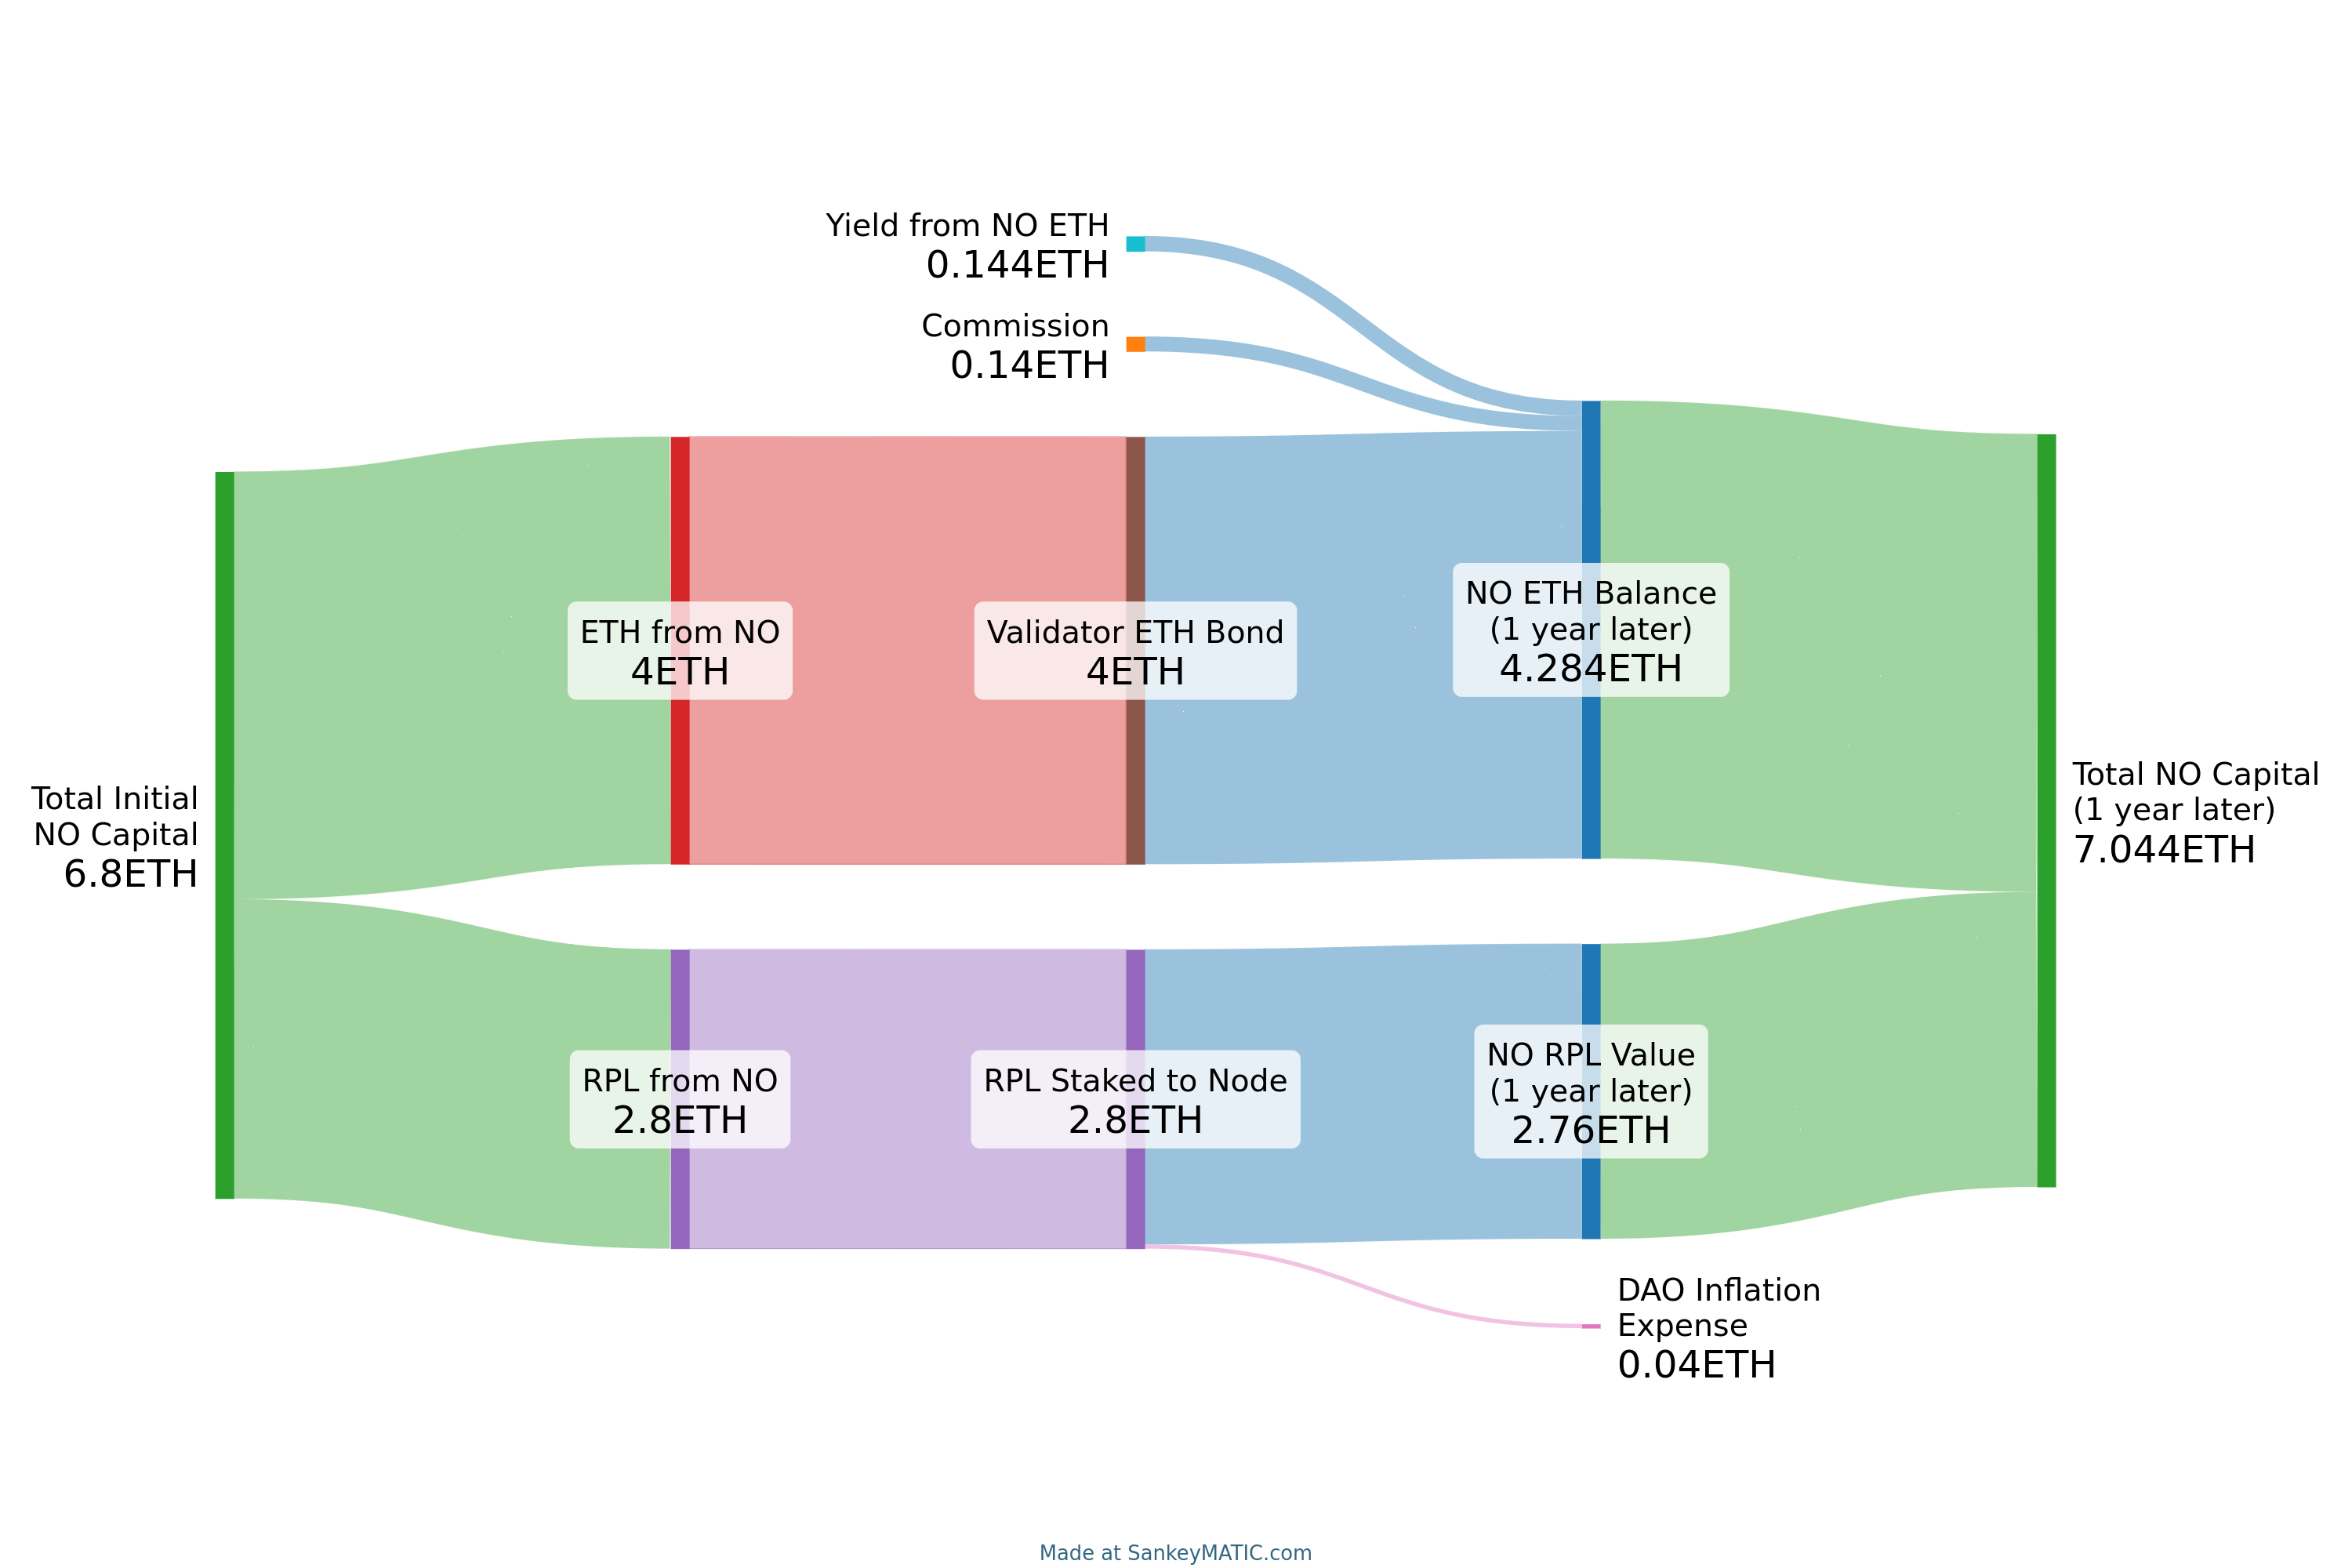 Yield from NO ETH
0.144ETH
Commission
0.14ETH
Total Initial
NO Capital
6.8ETH
ETH from NO
4ETH
Validator ETH Bond
4ETH
NO ETH Balance
(1 year later)
4.284ETH
Total NO Capital
(1 year later)
7.044ETH
RPL from NO
2.8ETH
RPL Staked to Node
2.8ETH
NO RPL Value
(1 year later)
2.76ETH
DAO Inflation
Expense
0.04ETH
Made at SankeyMATIC.com